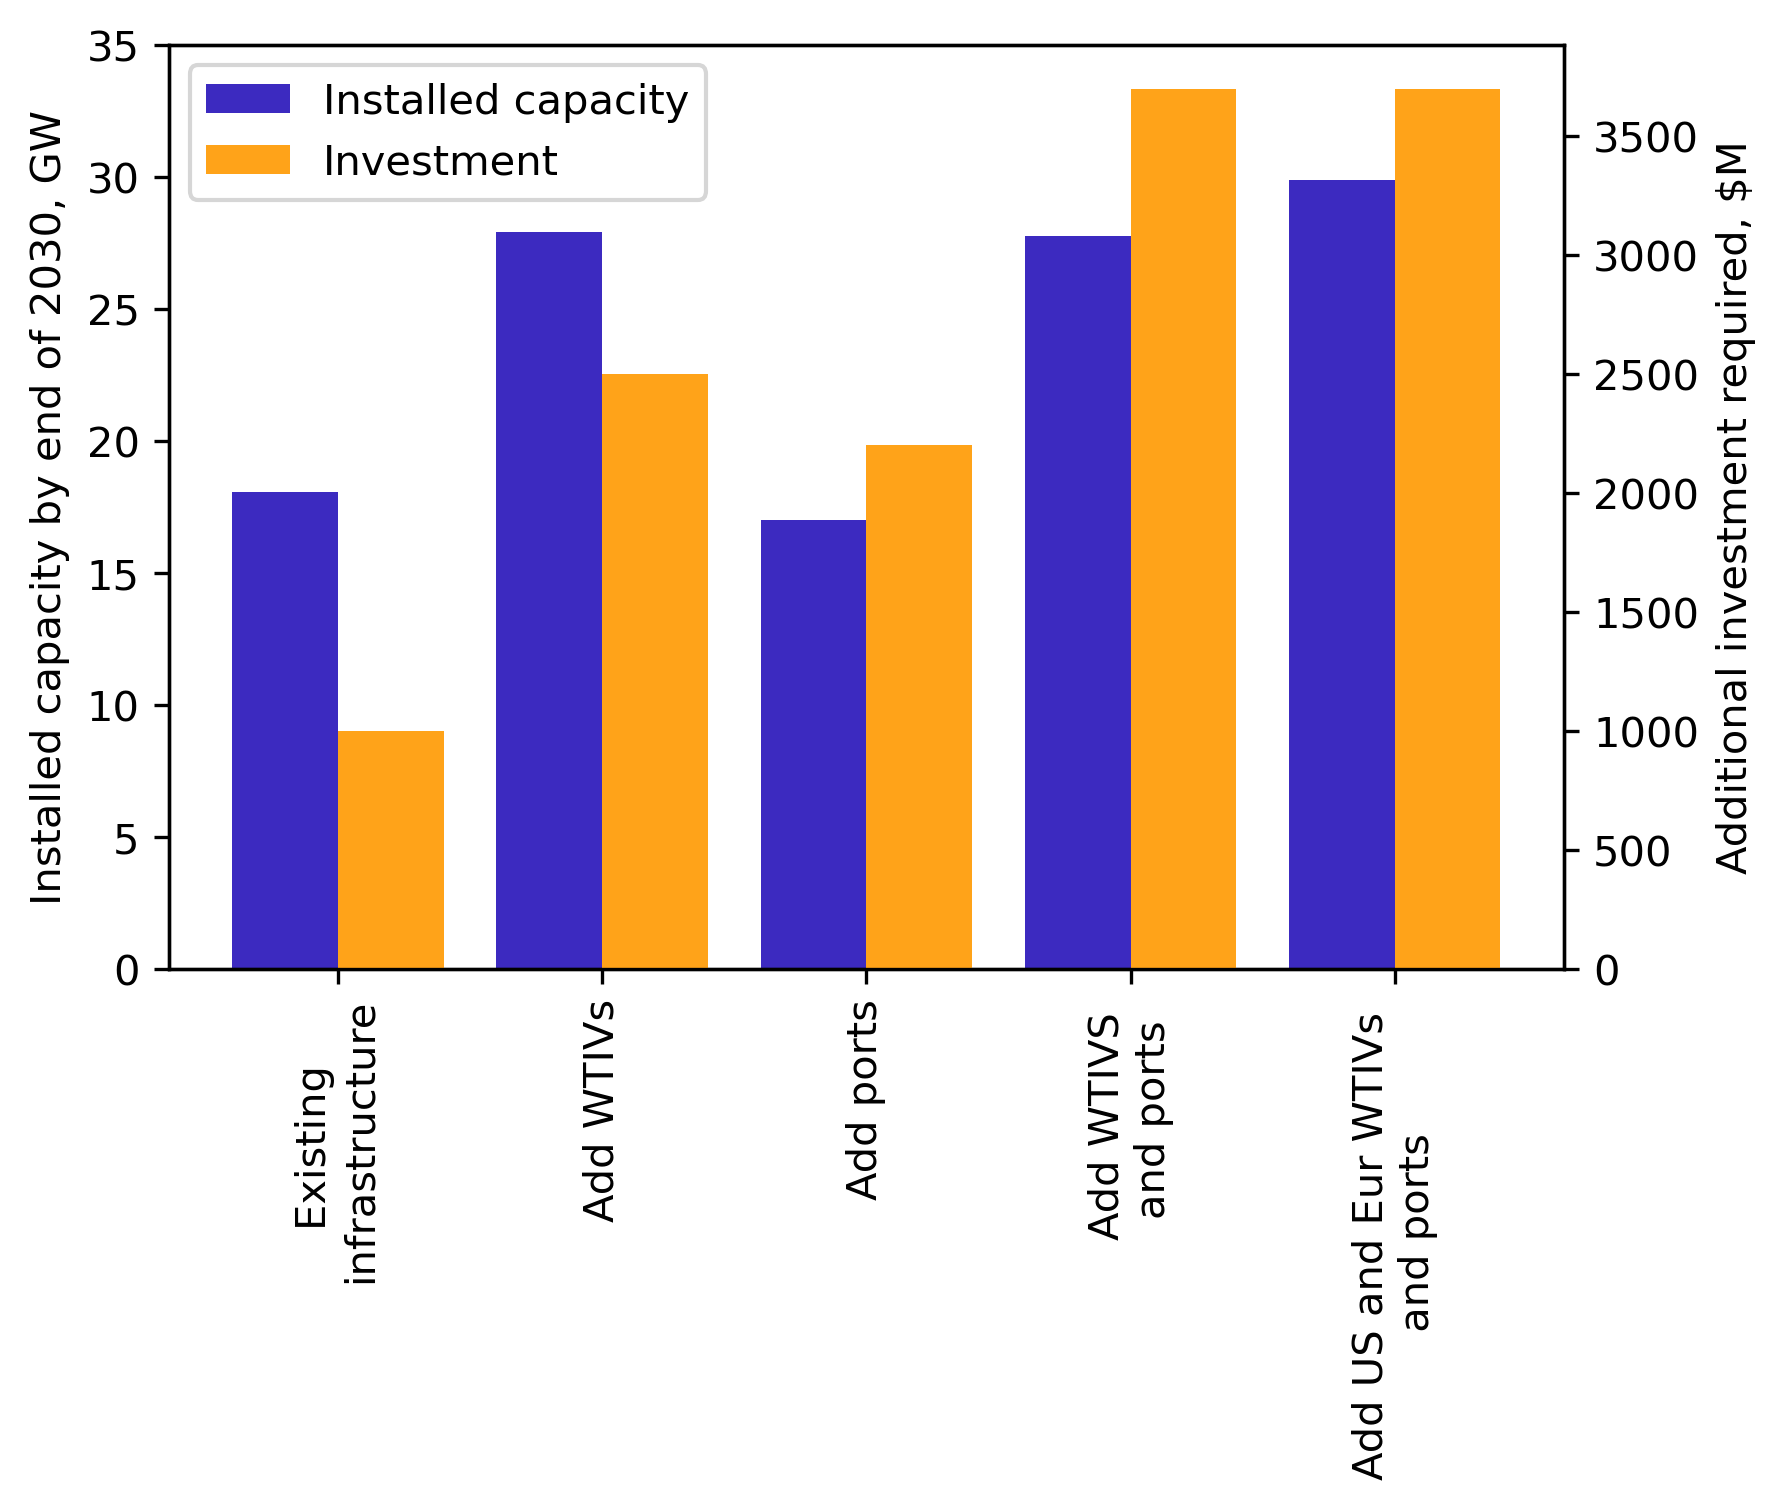 Installed capacity
Investment
Installed capacity by end of 2030, GW
35
30
25
20
15
10
5
0
Additional investment required, $M
3500
3000
2500
2000
1500
1000
500
0
Existing
infrastructure
Add WTIVs
Add ports
Add WTIVS
and ports
Add US and Eur WTIVs
and ports